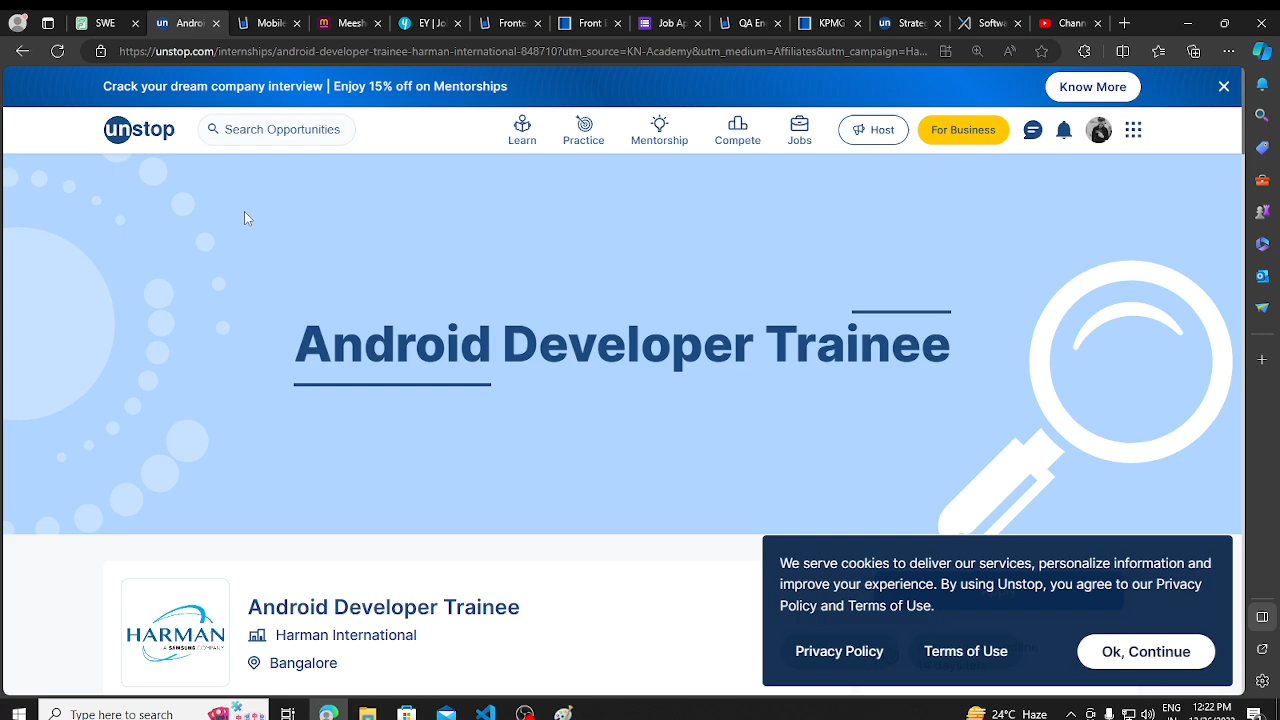 SWE
Androi
Mobile
Meesh
EY | Jo
Fronte
Front
Job Ap
QA En
KPMG
Strate
Softwa
Chann
https://unstop.com/internships/android-developer-trainee-harman-international-848710?utm_source=KN-Academy&utm_medium=Affiliates&utm_campaign=Ha...
Crack your dream company interview | Enjoy 15% off on Mentorships
Know More
unstop
Search Opportunities
Learn
Practice
Mentorship
Compete
Jobs
Host
For Business
Android Developer Trainee
HARMAN
A SAMSUNG COMPANY
Android Developer Trainee
Harman International
Bangalore
We serve cookies to deliver our services, personalize information and
improve your experience. By using Unstop, you agree to our Privacy
Policy and Terms of Use.
Privacy Policy
Terms of Use
Ok, Continue
Type here to search
24°C Haze
ENG
12:22 PM